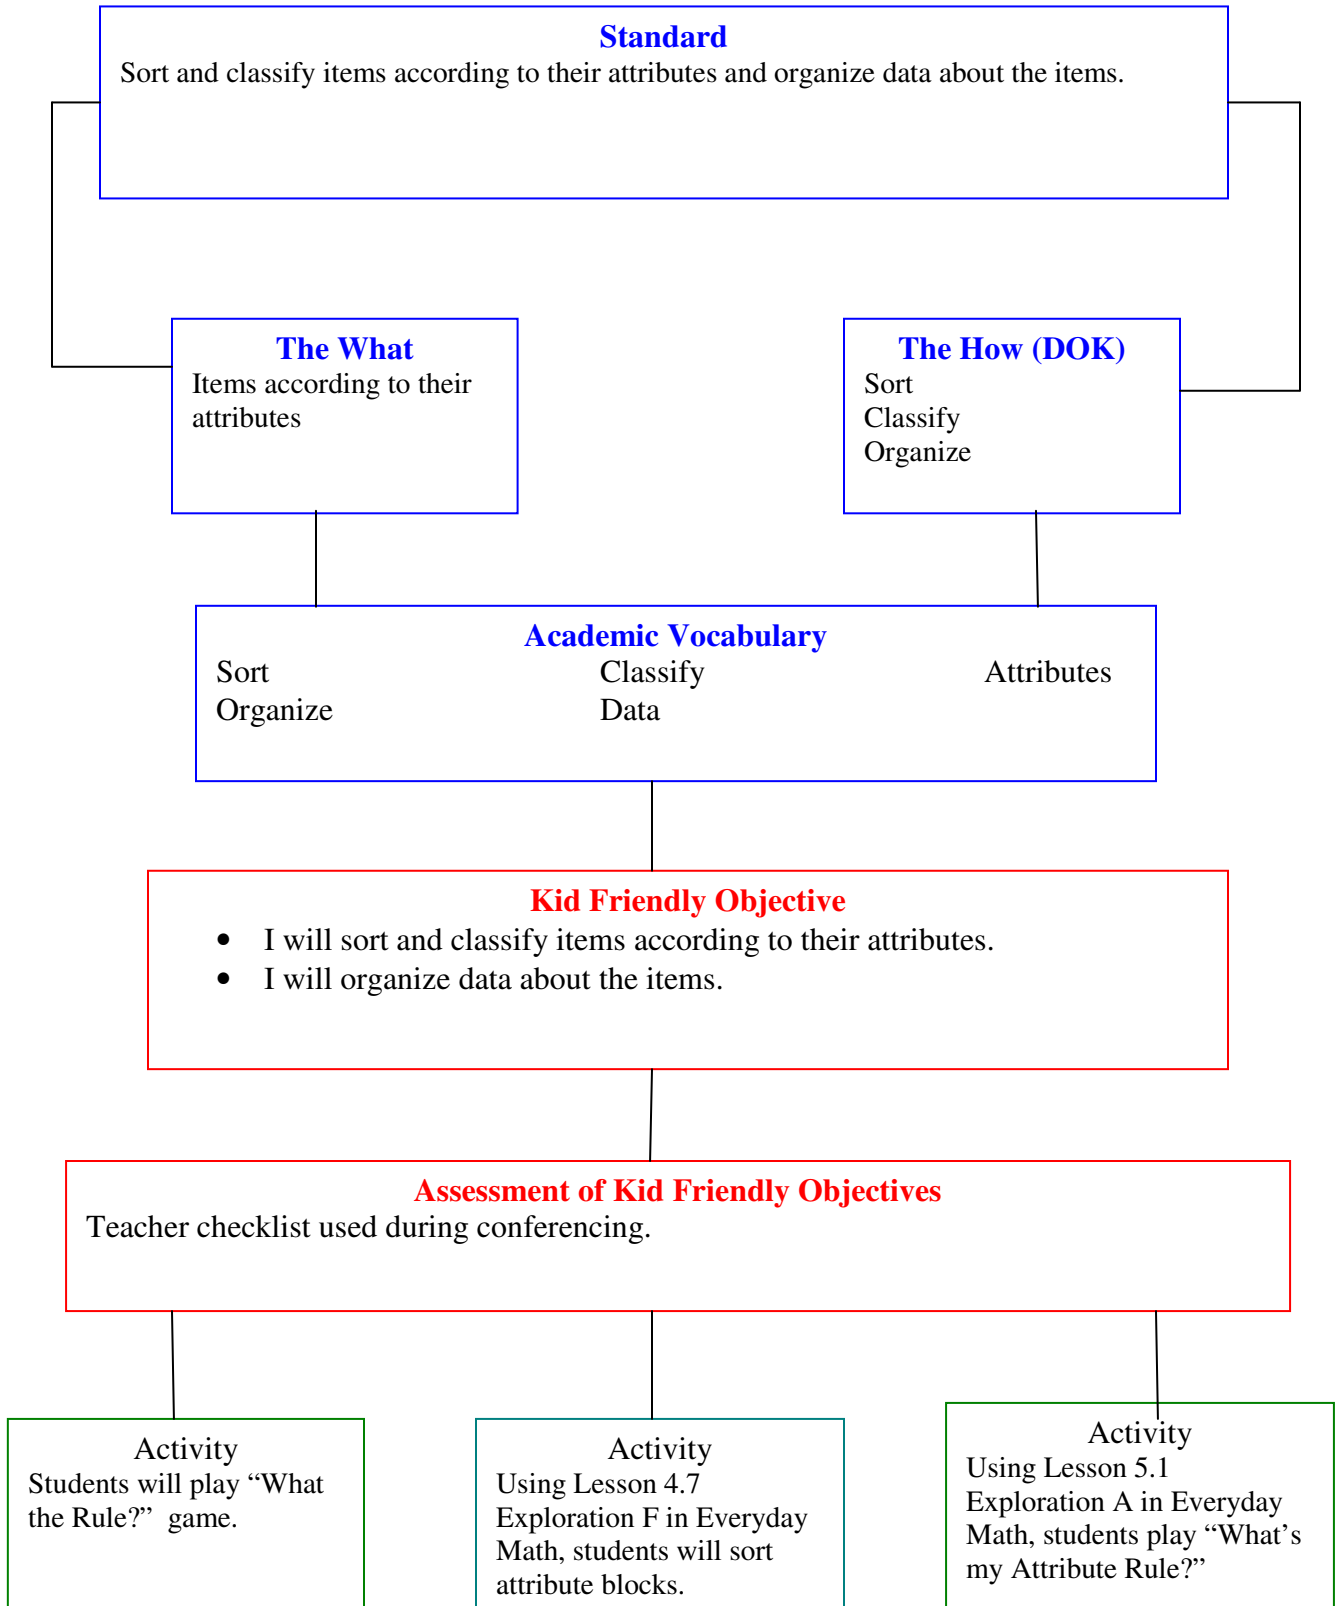 Standard
Sort and classify items according to their attributes and organize data about the items.
The What
Items according to their
attributes
The How (DOK)
Sort
Classify
Organize
Academic Vocabulary
Sort Classify Attributes
Organize Data
Kid Friendly Objective
• I will sort and classify items according to their attributes.
• I will organize data about the items.
Assessment of Kid Friendly Objectives
Teacher checklist used during conferencing.
Activity
Students will play “What
the Rule?” game.
Activity
Using Lesson 4.7
Exploration F in Everyday
Math, students will sort
attribute blocks.
Activity
Using Lesson 5.1
Exploration A in Everyday
Math, students play “What’s
my Attribute Rule?”